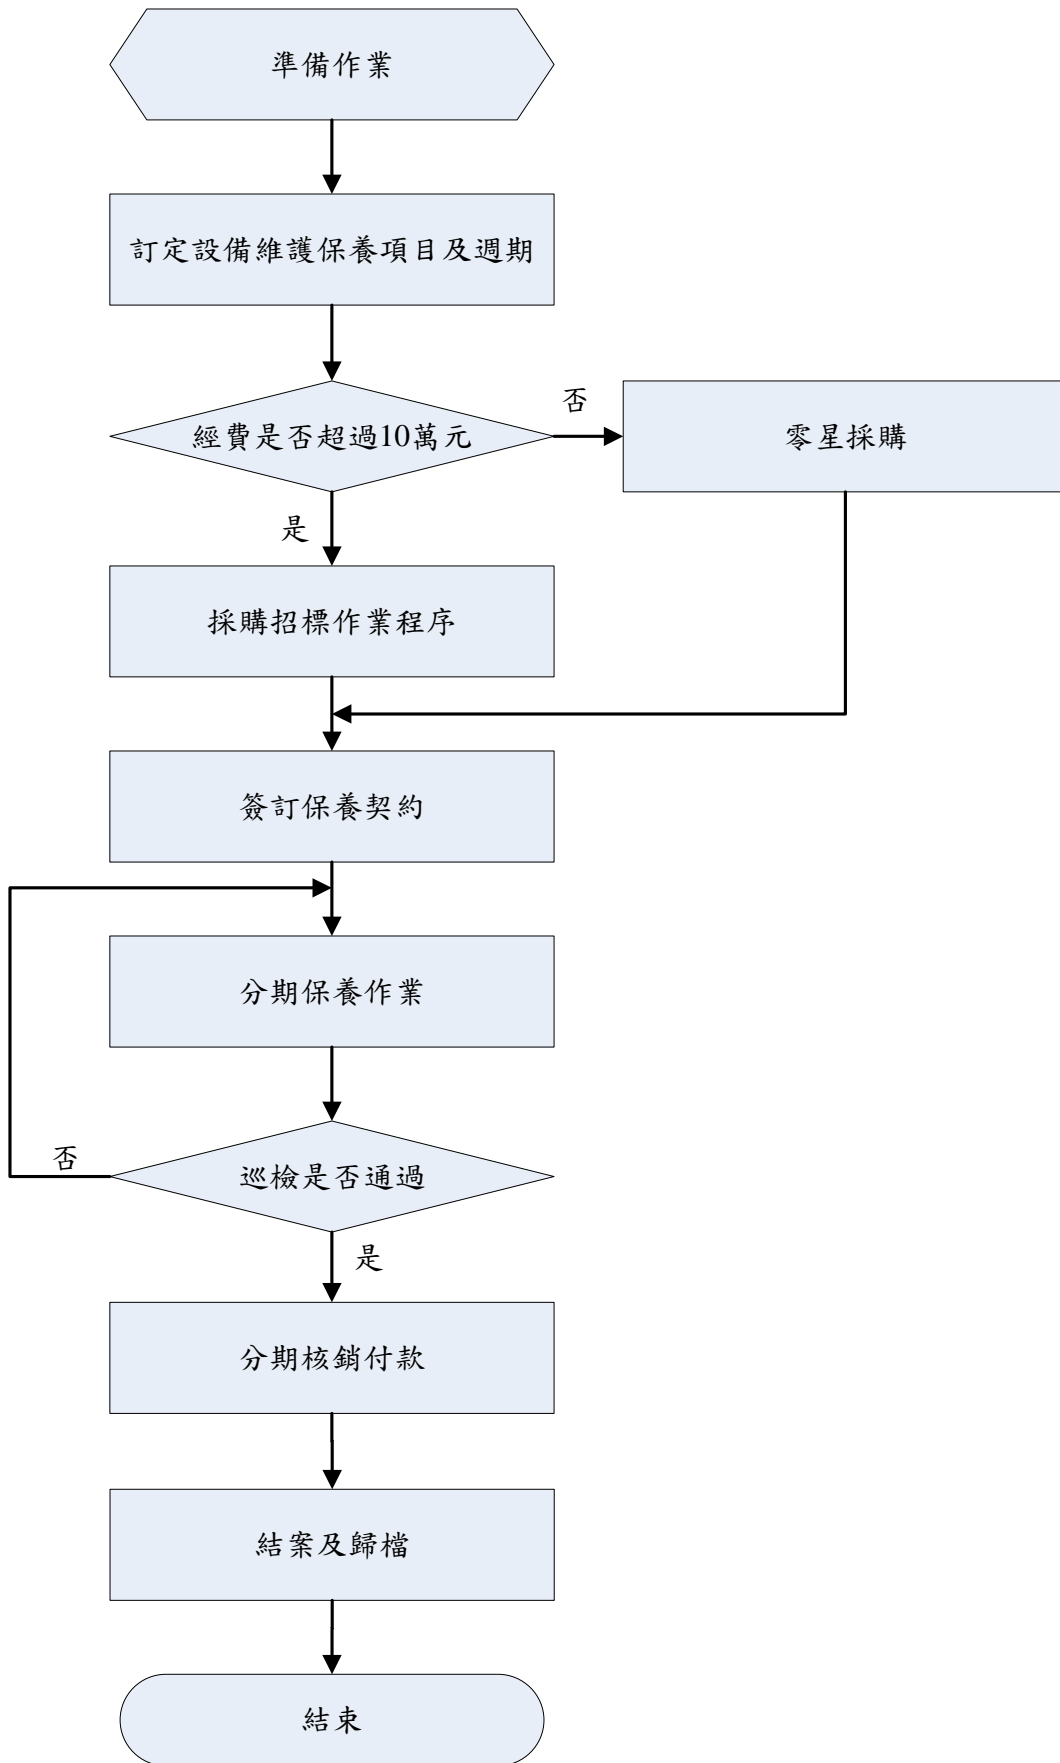 準備作業
訂定設備維護保養項目及週期
經費是否超過10萬元
否
零星採購
是
採購招標作業程序
簽訂保養契約
分期保養作業
巡檢是否通過
否
是
分期核銷付款
結案及歸檔
結束